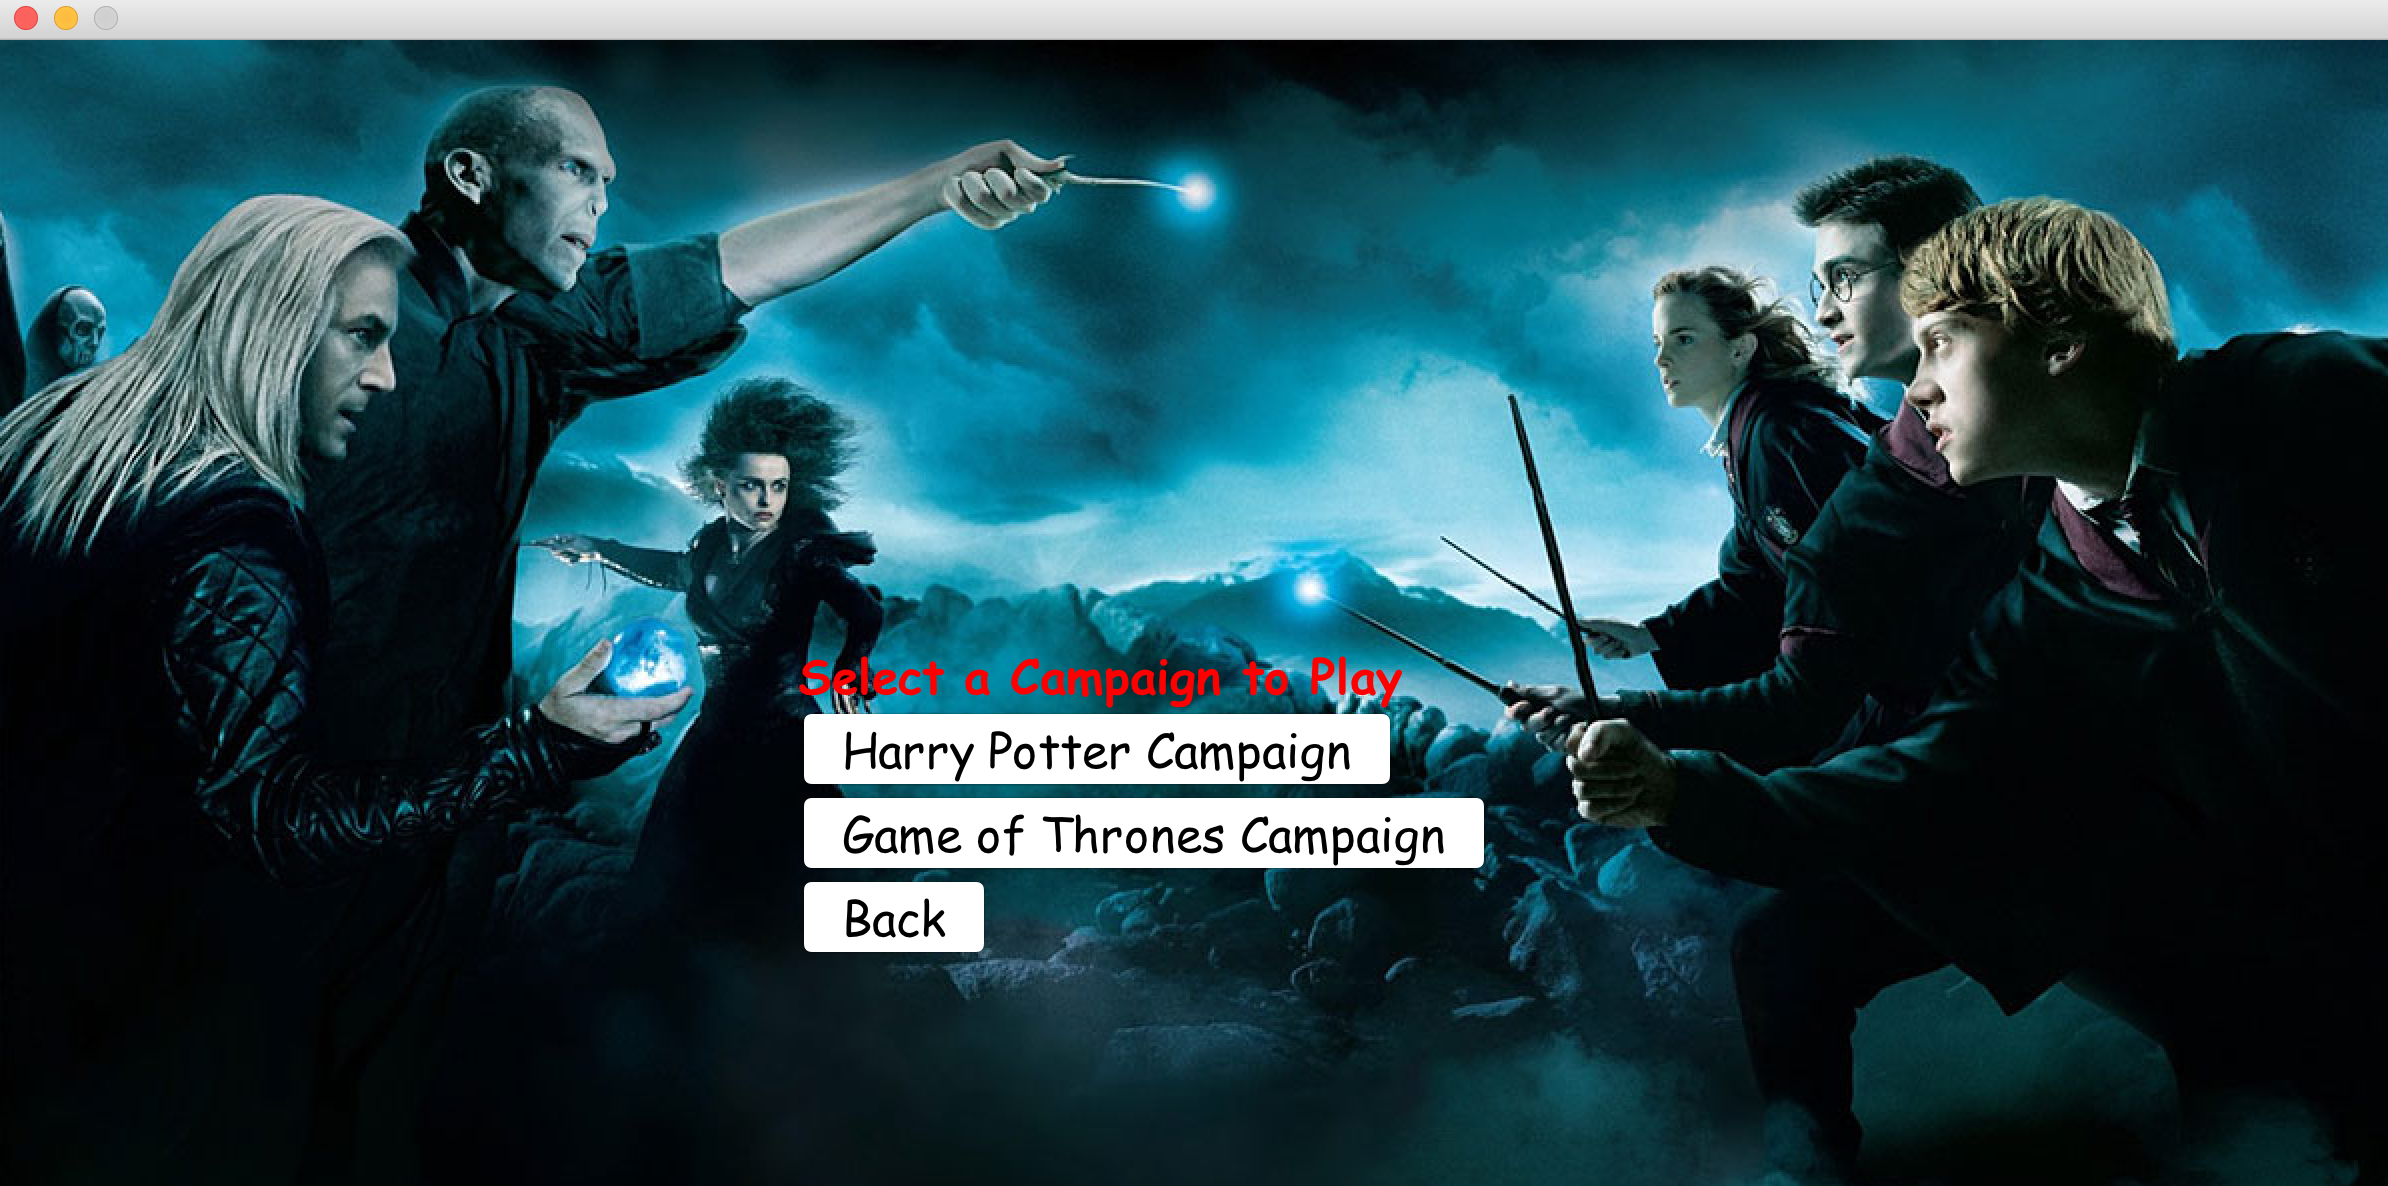 Select a Campaign to Play
Harry Potter Campaign
Game of Thrones Campaign
Back